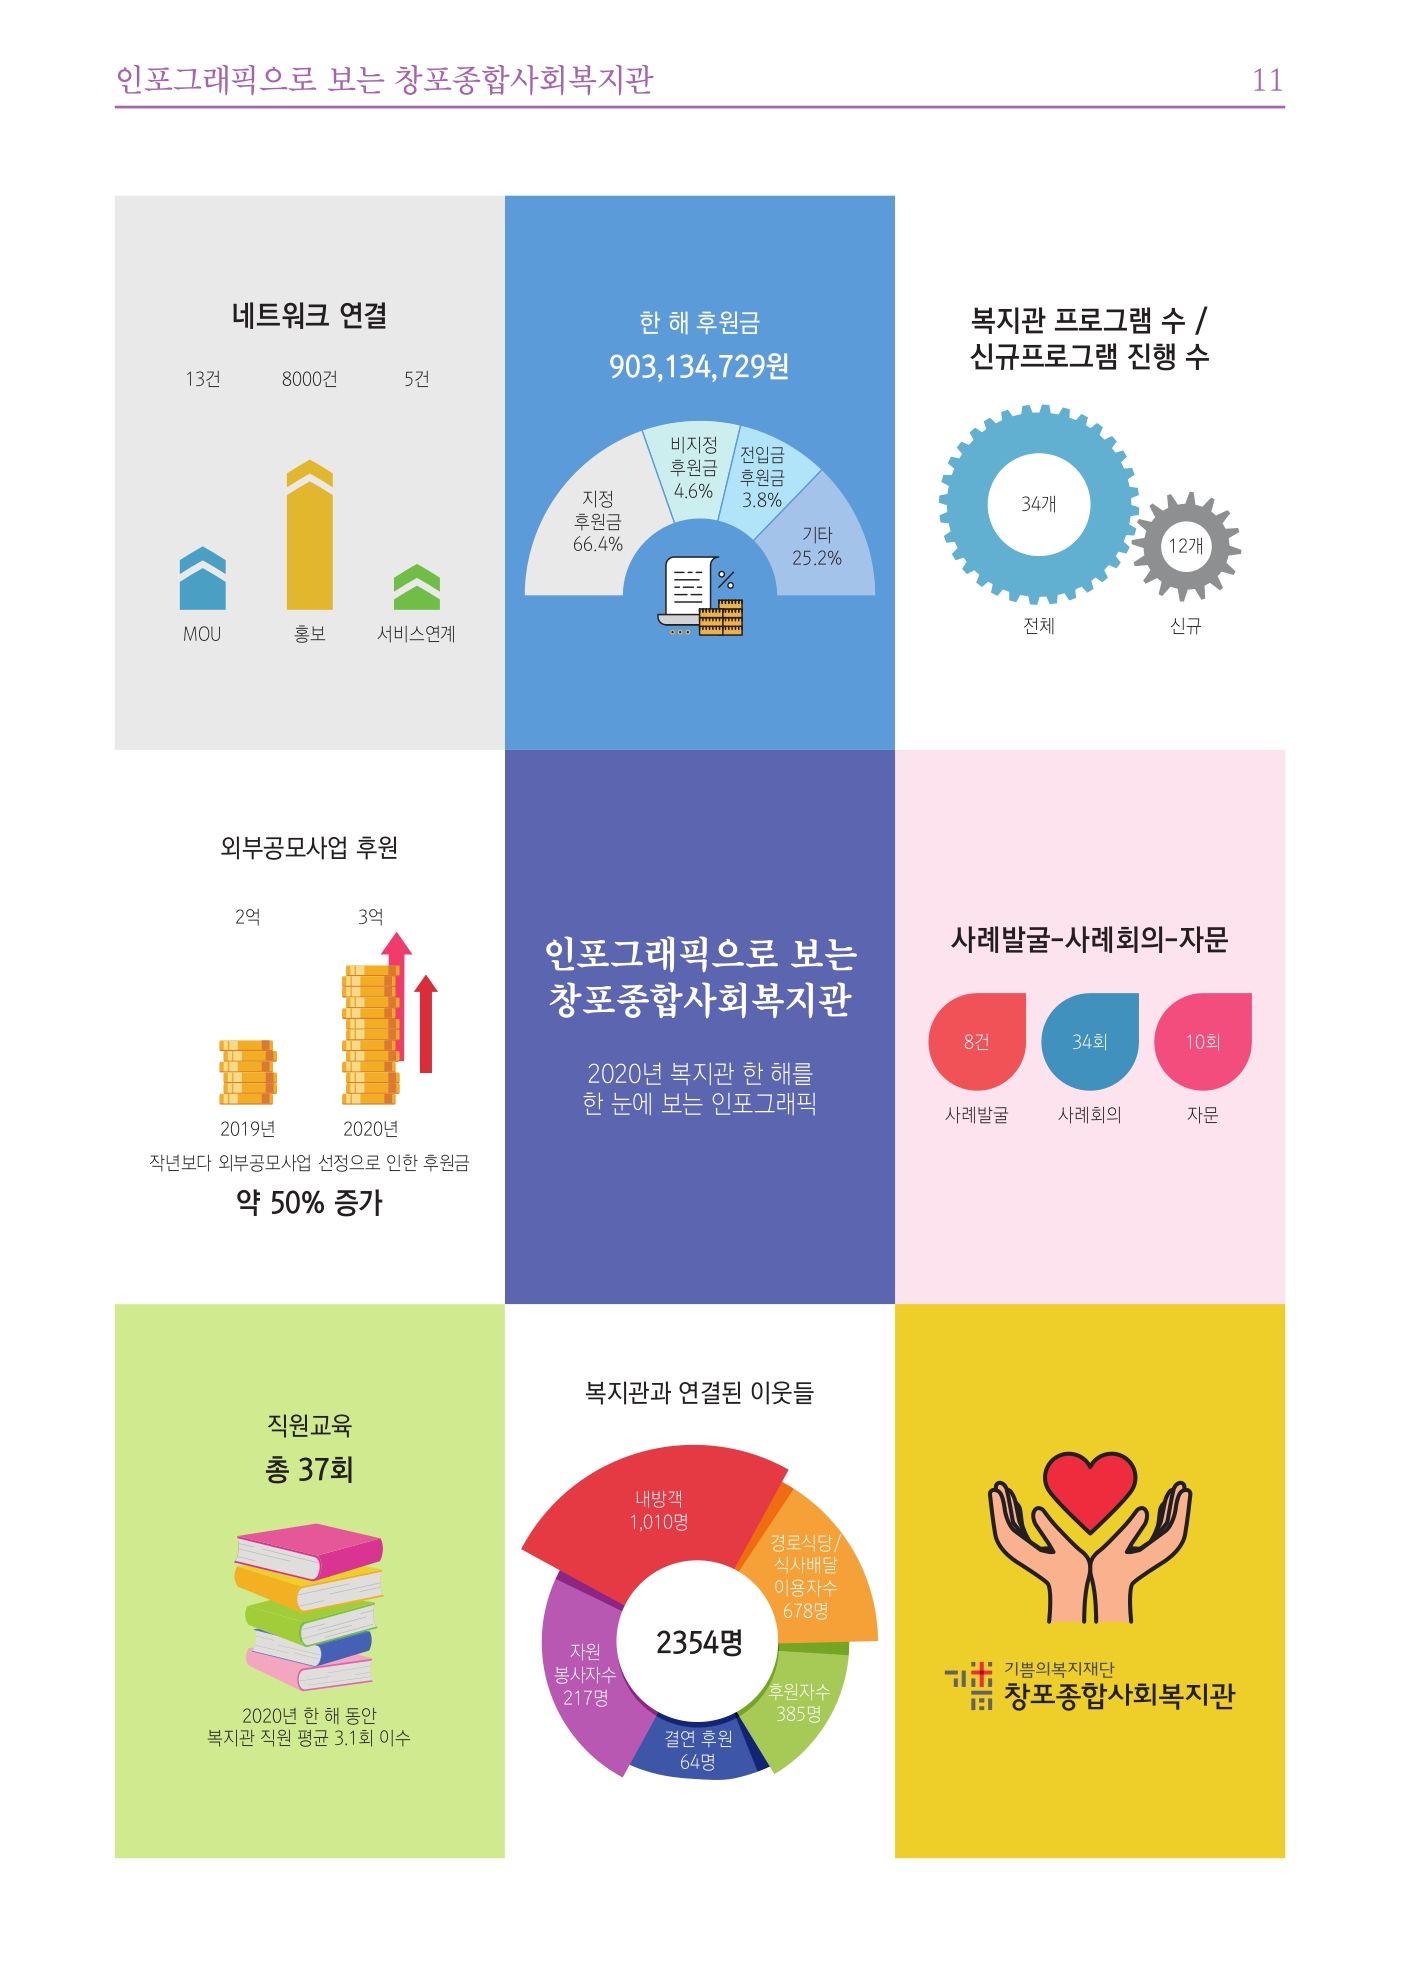 인포그래픽으로 보는 창포종합사회복지관
11
네트워크 연결
13건
8000건
5건
MOU
홍보
서비스연계
한 해 후원금
903,134,729원
지정
후원금
66.4%
비지정
후원금
4.6%
전입금
후원금
3.8%
기타
25.2%
%
복지관 프로그램 수 /
신규프로그램 진행 수
34개
12개
전체
신규
외부공모사업 후원
2억
3억
2019년
2020년
작년보다 외부공모사업 선정으로 인한 후원금
약 50% 증가
인포그래픽으로 보는
창포종합사회복지관
2020년 복지관 한 해를
한 눈에 보는 인포그래픽
사례발굴-사례회의-자문
8건
34회
10회
사례발굴
사례회의
자문
직원교육
총 37회
2020년 한 해 동안
복지관 직원 평균 3.1회 이수
복지관과 연결된 이웃들
내방객
1,010명
경로식당/
식사배달
이용자수
678명
2354명
자원
봉사자수
217명
후원자수
385명
결연 후원
64명
기쁨의복지재단
창포종합사회복지관